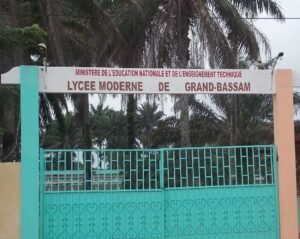 MINISTERE DE L'EDUCATION NATIONALE ET DE L'ENSEIGNEMENT TECHNIQUE
LYCEE MODERNE DE GRAND-BASSAM